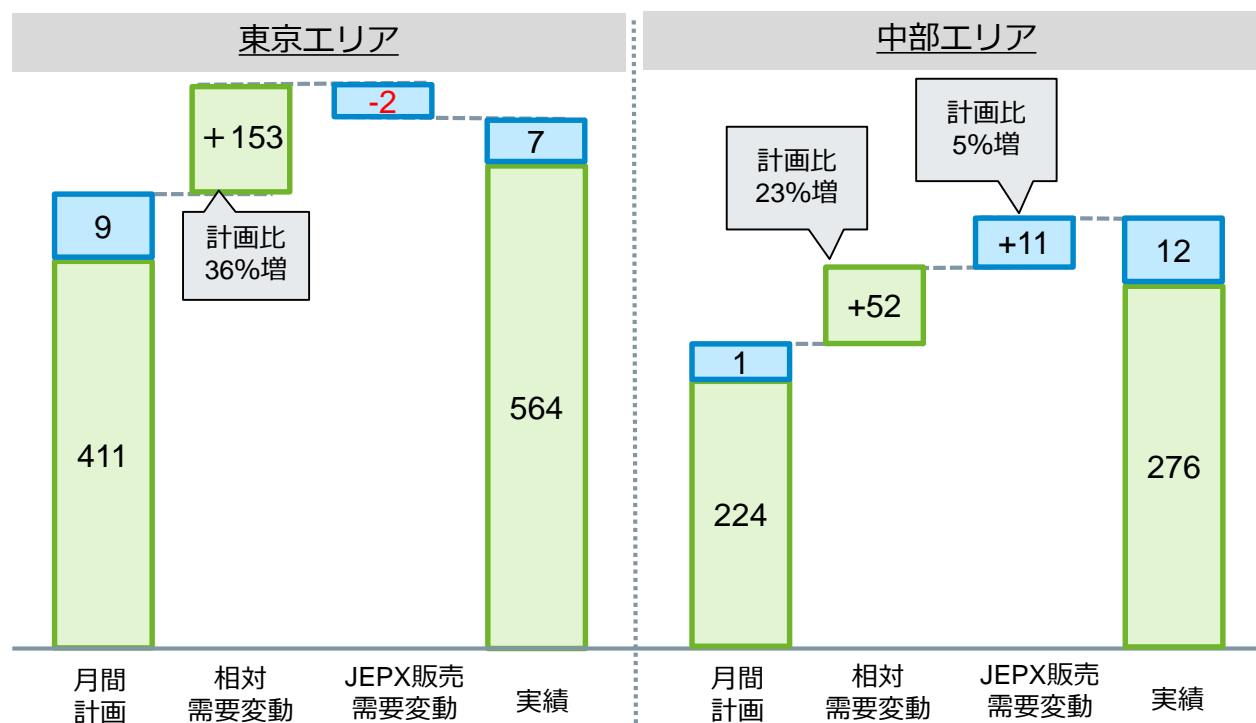 東京エリア
＋153
-2
7
9
計画比
36%増
411
564
月間
計画
相対
需要変動
JEPX販売
需要変動
実績
中部エリア
計画比
5%増
計画比
23%増
+11
12
+52
1
276
224
月間
計画
相対
需要変動
JEPX販売
需要変動
実績